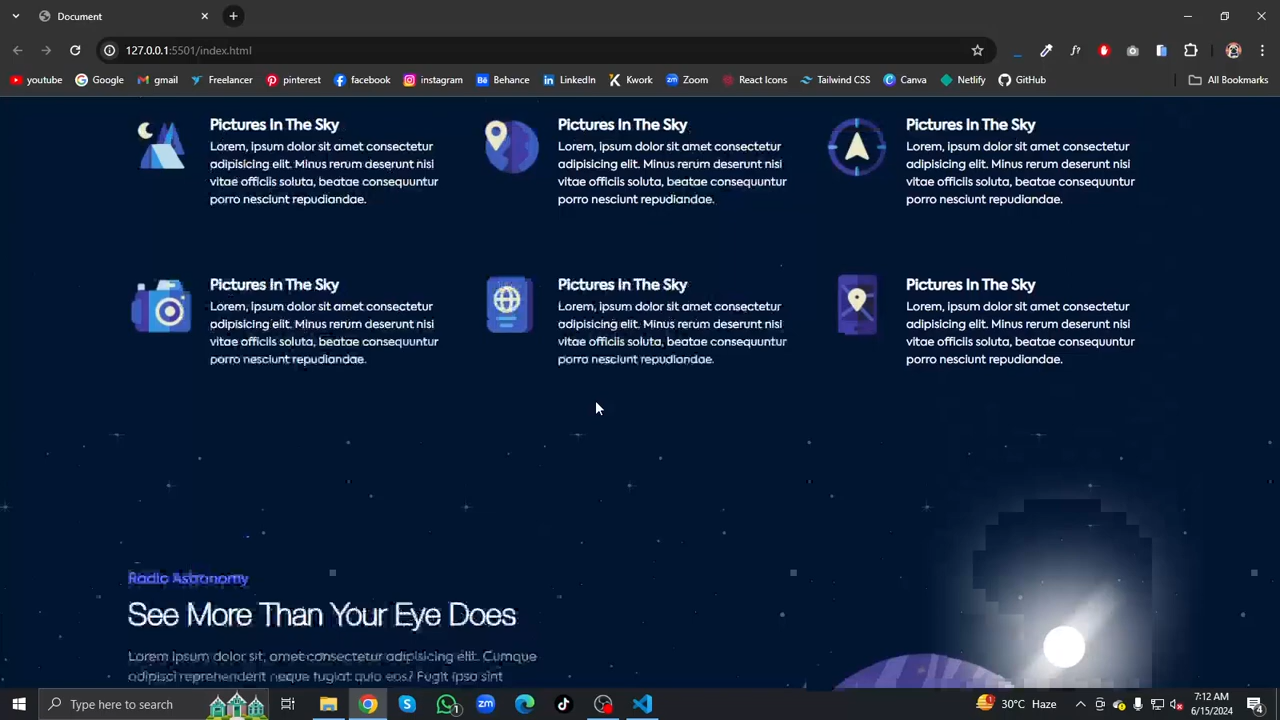 Document
127.0.0.1:5501/index.html
youtube Google gmail Freelancer pinterest facebook instagram Behance LinkedIn Kwork Zoom React Icons Tailwind CSS Canva Netlify GitHub All Bookmarks
Pictures In The Sky
Lorem, ipsum dolor sit amet consectetur
adipisicing elit. Minus rerum deserunt nisi
vitae officiis soluta, beatae consequuntur
porro nesciunt repudiandae.
Pictures In The Sky
Lorem, ipsum dolor sit amet consectetur
adipisicing elit. Minus rerum deserunt nisi
vitae officiis soluta, beatae consequuntur
porro nesciunt repudiandae.
Pictures In The Sky
Lorem, ipsum dolor sit amet consectetur
adipisicing elit. Minus rerum deserunt nisi
vitae officiis soluta, beatae consequuntur
porro nesciunt repudiandae.
Pictures In The Sky
Lorem, ipsum dolor sit amet consectetur
adipisicing elit. Minus rerum deserunt nisi
vitae officiis soluta, beatae consequuntur
porro nesciunt repudiandae.
Pictures In The Sky
Lorem, ipsum dolor sit amet consectetur
adipisicing elit. Minus rerum deserunt nisi
vitae officiis soluta, beatae consequuntur
porro nesciunt repudiandae.
Pictures In The Sky
Lorem, ipsum dolor sit amet consectetur
adipisicing elit. Minus rerum deserunt nisi
vitae officiis soluta, beatae consequuntur
porro nesciunt repudiandae.
Radio Astronomy
See More Than Your Eye Does
Lorem ipsum dolor sit, amet consectetur adipisicing elit. Cumque
adipisci reprehenderit neque fugiat quia eos? Fugit ipsa sint
Type here to search
30°C Haze
7:12 AM
6/15/2024